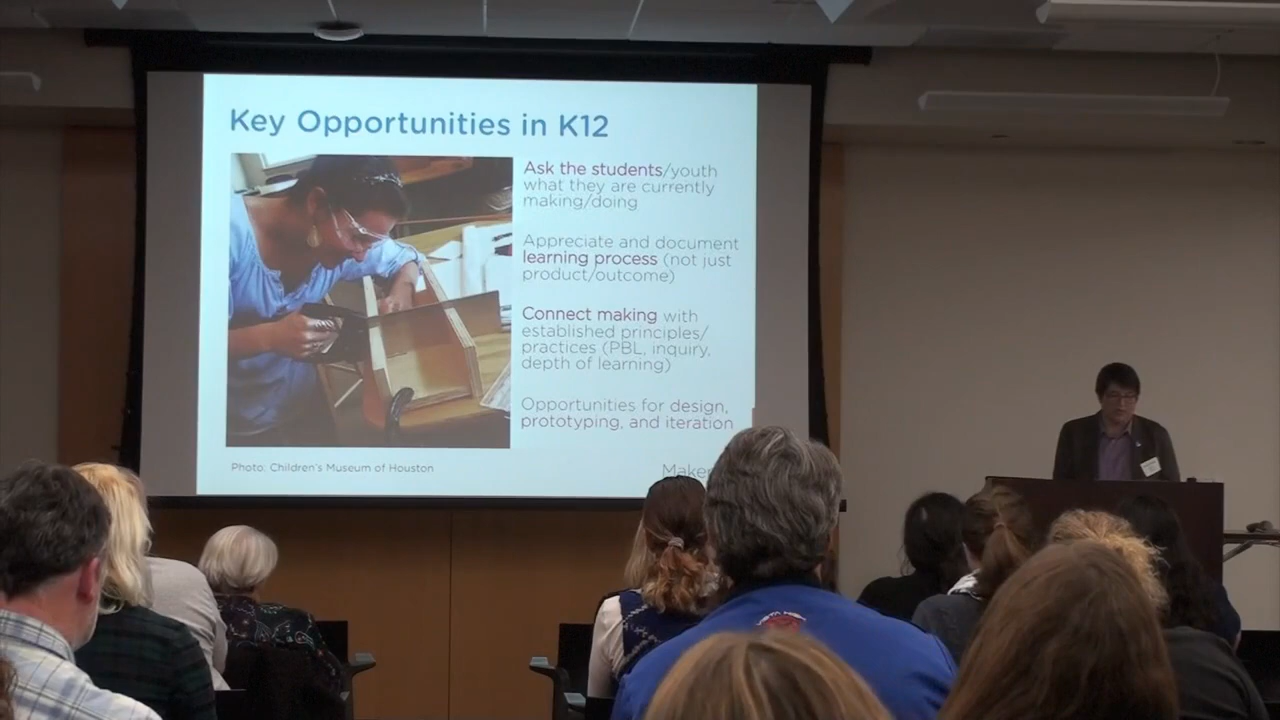 Key Opportunities in K12
Ask the students/youth
what they are currently
making/doing
Appreciate and document
learning process (not just
product/outcome)
Connect making with
established principles/
practices (PBL, inquiry,
depth of learning)
Opportunities for design,
prototyping, and iteration
Photo: Children's Museum of Houston